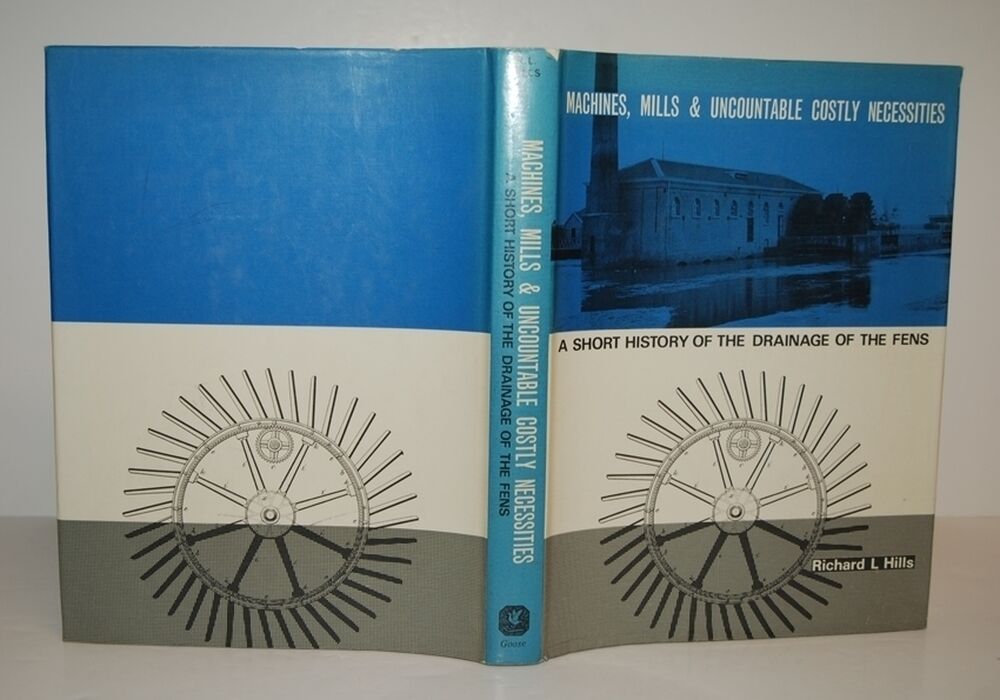 R. L.
MACHINES, MILLS & UNCOUNTABLE COSTLY NECESSITIES
A SHORT HISTORY OF THE DRAINAGE OF THE FENS
Goose
MACHINES, MILLS & UNCOUNTABLE COSTLY NECESSITIES
A SHORT HISTORY OF THE DRAINAGE OF THE FENS
Richard L Hills